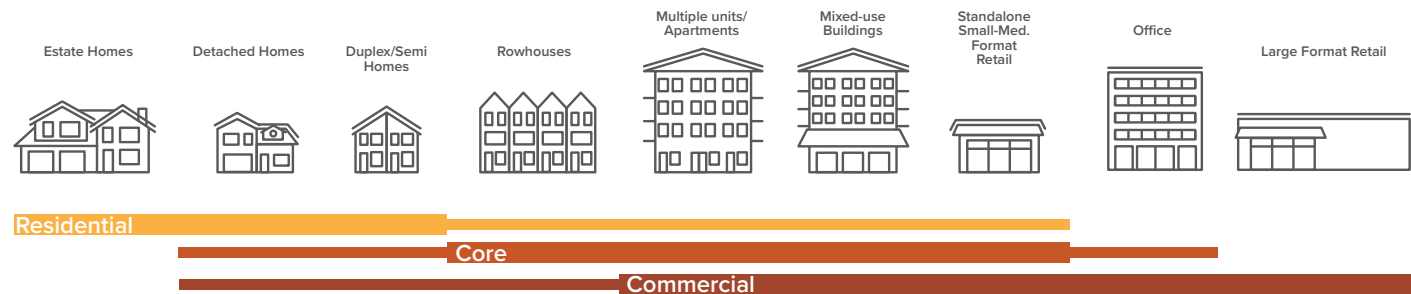 Estate Homes
Detached Homes
Duplex/Semi
Homes
Rowhouses
Multiple units/
Apartments
Mixed-use
Buildings
Standalone
Small-Med.
Format
Retail
Office
Large Format Retail
Residential
Core
Commercial